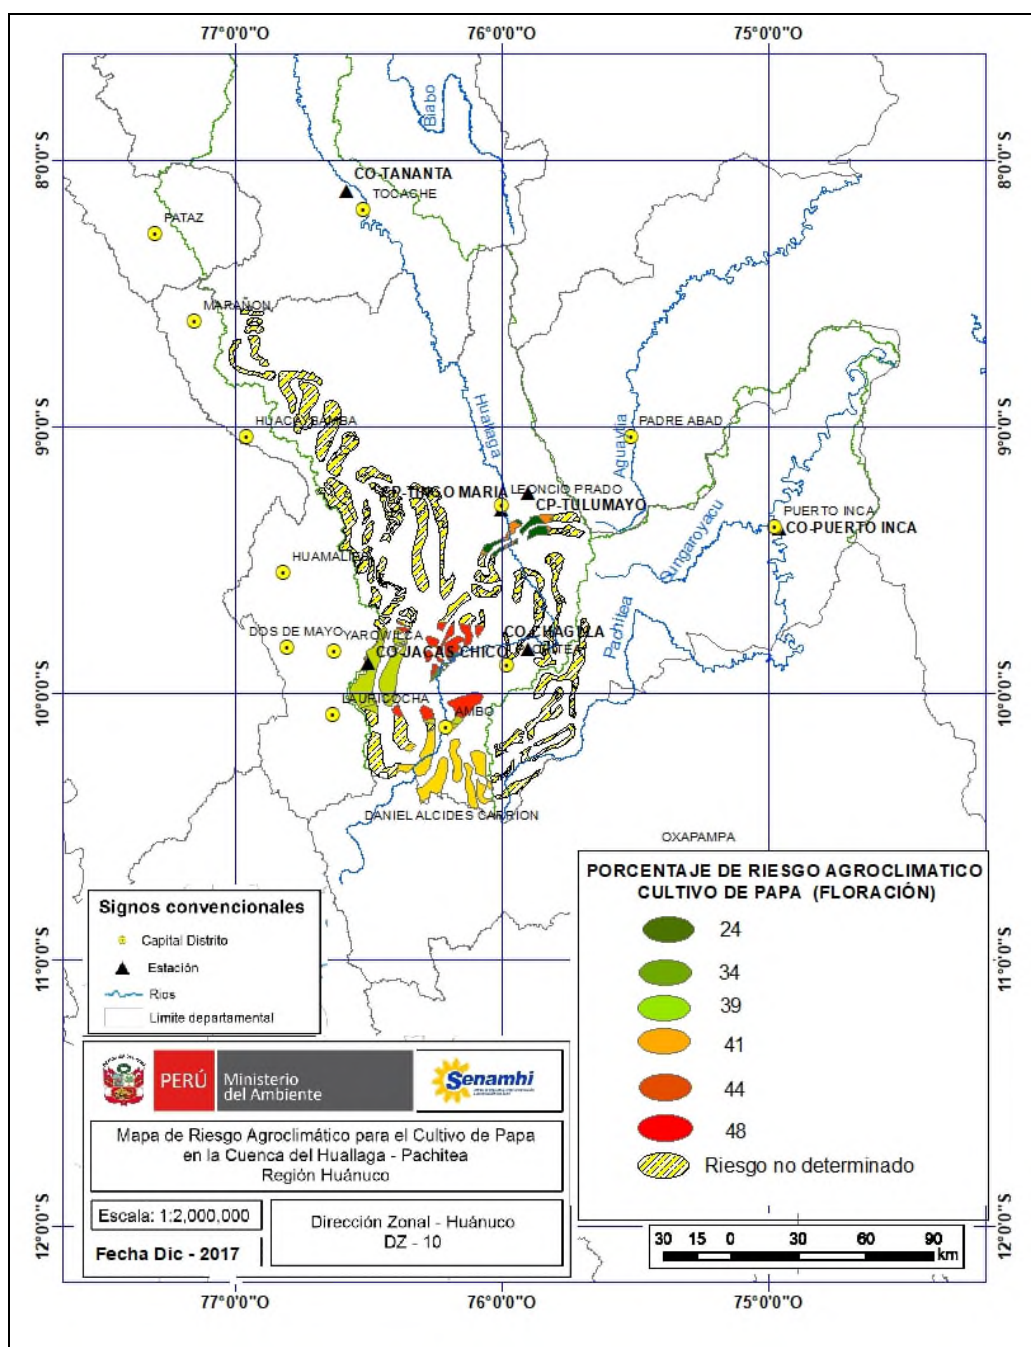 77°0'0"O 76°0'0"O 75°0'0"O
8°0'0"S 8°0'0"S
Biabo
CO-TANANTA
TOCACHE
PATAZ
MARAÑON
Huallaga
HUACAYBAMBA
PADRE ABAD
9°0'0"S 9°0'0"S
Aguaytia
CP-TINGO MARIA
LEONCIO PRADO
CP-TULUMAYO
PUERTO INCA
CO-PUERTO INCA
Sungaroyacu
HUAMALIES
Pachitea
DOS DE MAYO
YAROWILCA
CO-CHAGLLA
CO-JACAS CHICO
10°0'0"S 10°0'0"S
LAURICOCHA
AMBO
DANIEL ALCIDES CARRION
OXAPAMPA
PORCENTAJE DE RIESGO AGROCLIMATICO
CULTIVO DE PAPA (FLORACIÓN)
24
34
39
41
44
48
Riesgo no determinado
Signos convencionales
Capital Distrito
Estación
Rios
Limite departamental
11°0'0"S 11°0'0"S
PERÚ
Ministerio
del Ambiente
Senamhi
Mapa de Riesgo Agroclimático para el Cultivo de Papa
en la Cuenca del Huallaga - Pachitea
Región Huánuco
Escala: 1:2,000,000
Fecha Dic - 2017
Dirección Zonal - Huánuco
DZ - 10
12°0'0"S 12°0'0"S
30 15 0 30 60 90
km
77°0'0"O 76°0'0"O 75°0'0"O